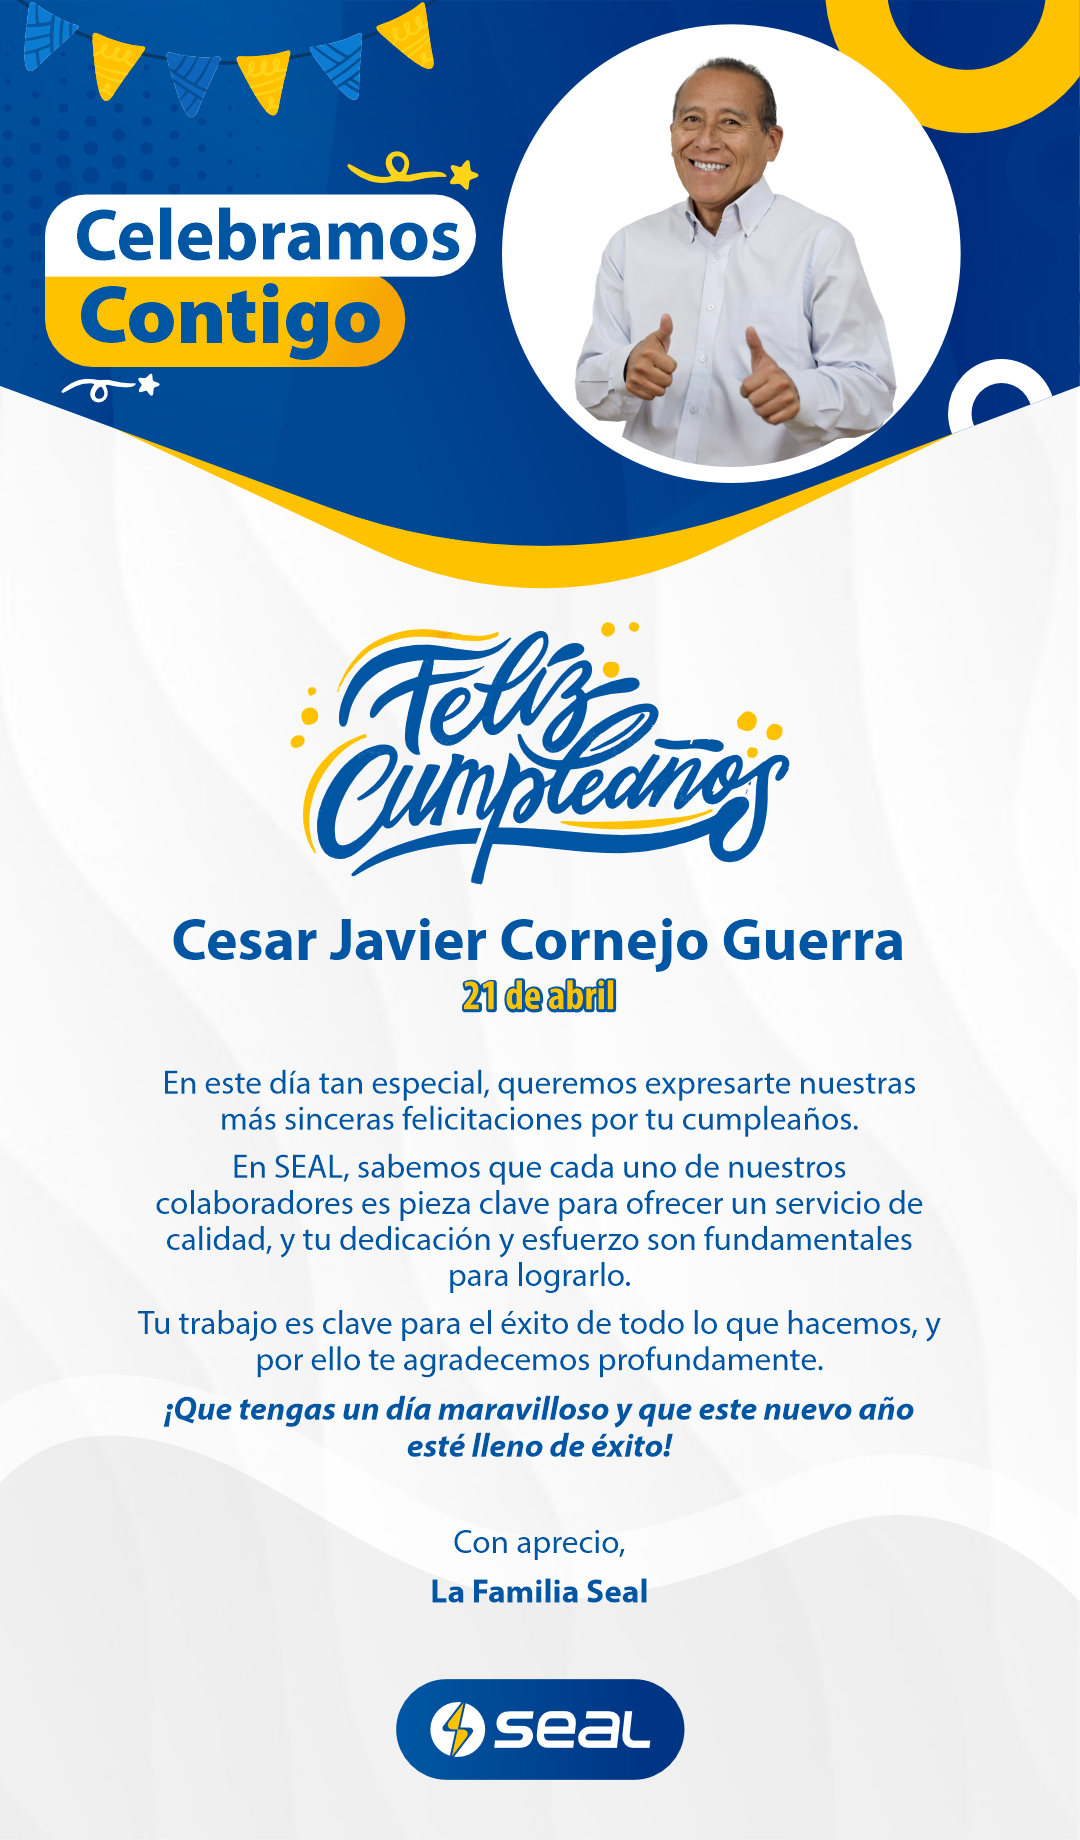 Celebramos
Contigo
Feliz
Cumpleaños
Cesar Javier Cornejo Guerra
21 de abril
En este día tan especial, queremos expresarte nuestras
más sinceras felicitaciones por tu cumpleaños.
En SEAL, sabemos que cada uno de nuestros
colaboradores es pieza clave para ofrecer un servicio de
calidad, y tu dedicación y esfuerzo son fundamentales
para lograrlo.
Tu trabajo es clave para el éxito de todo lo que hacemos, y
por ello te agradecemos profundamente.
¡Que tengas un día maravilloso y que este nuevo año
esté lleno de éxito!
Con aprecio,
La Familia Seal
seal